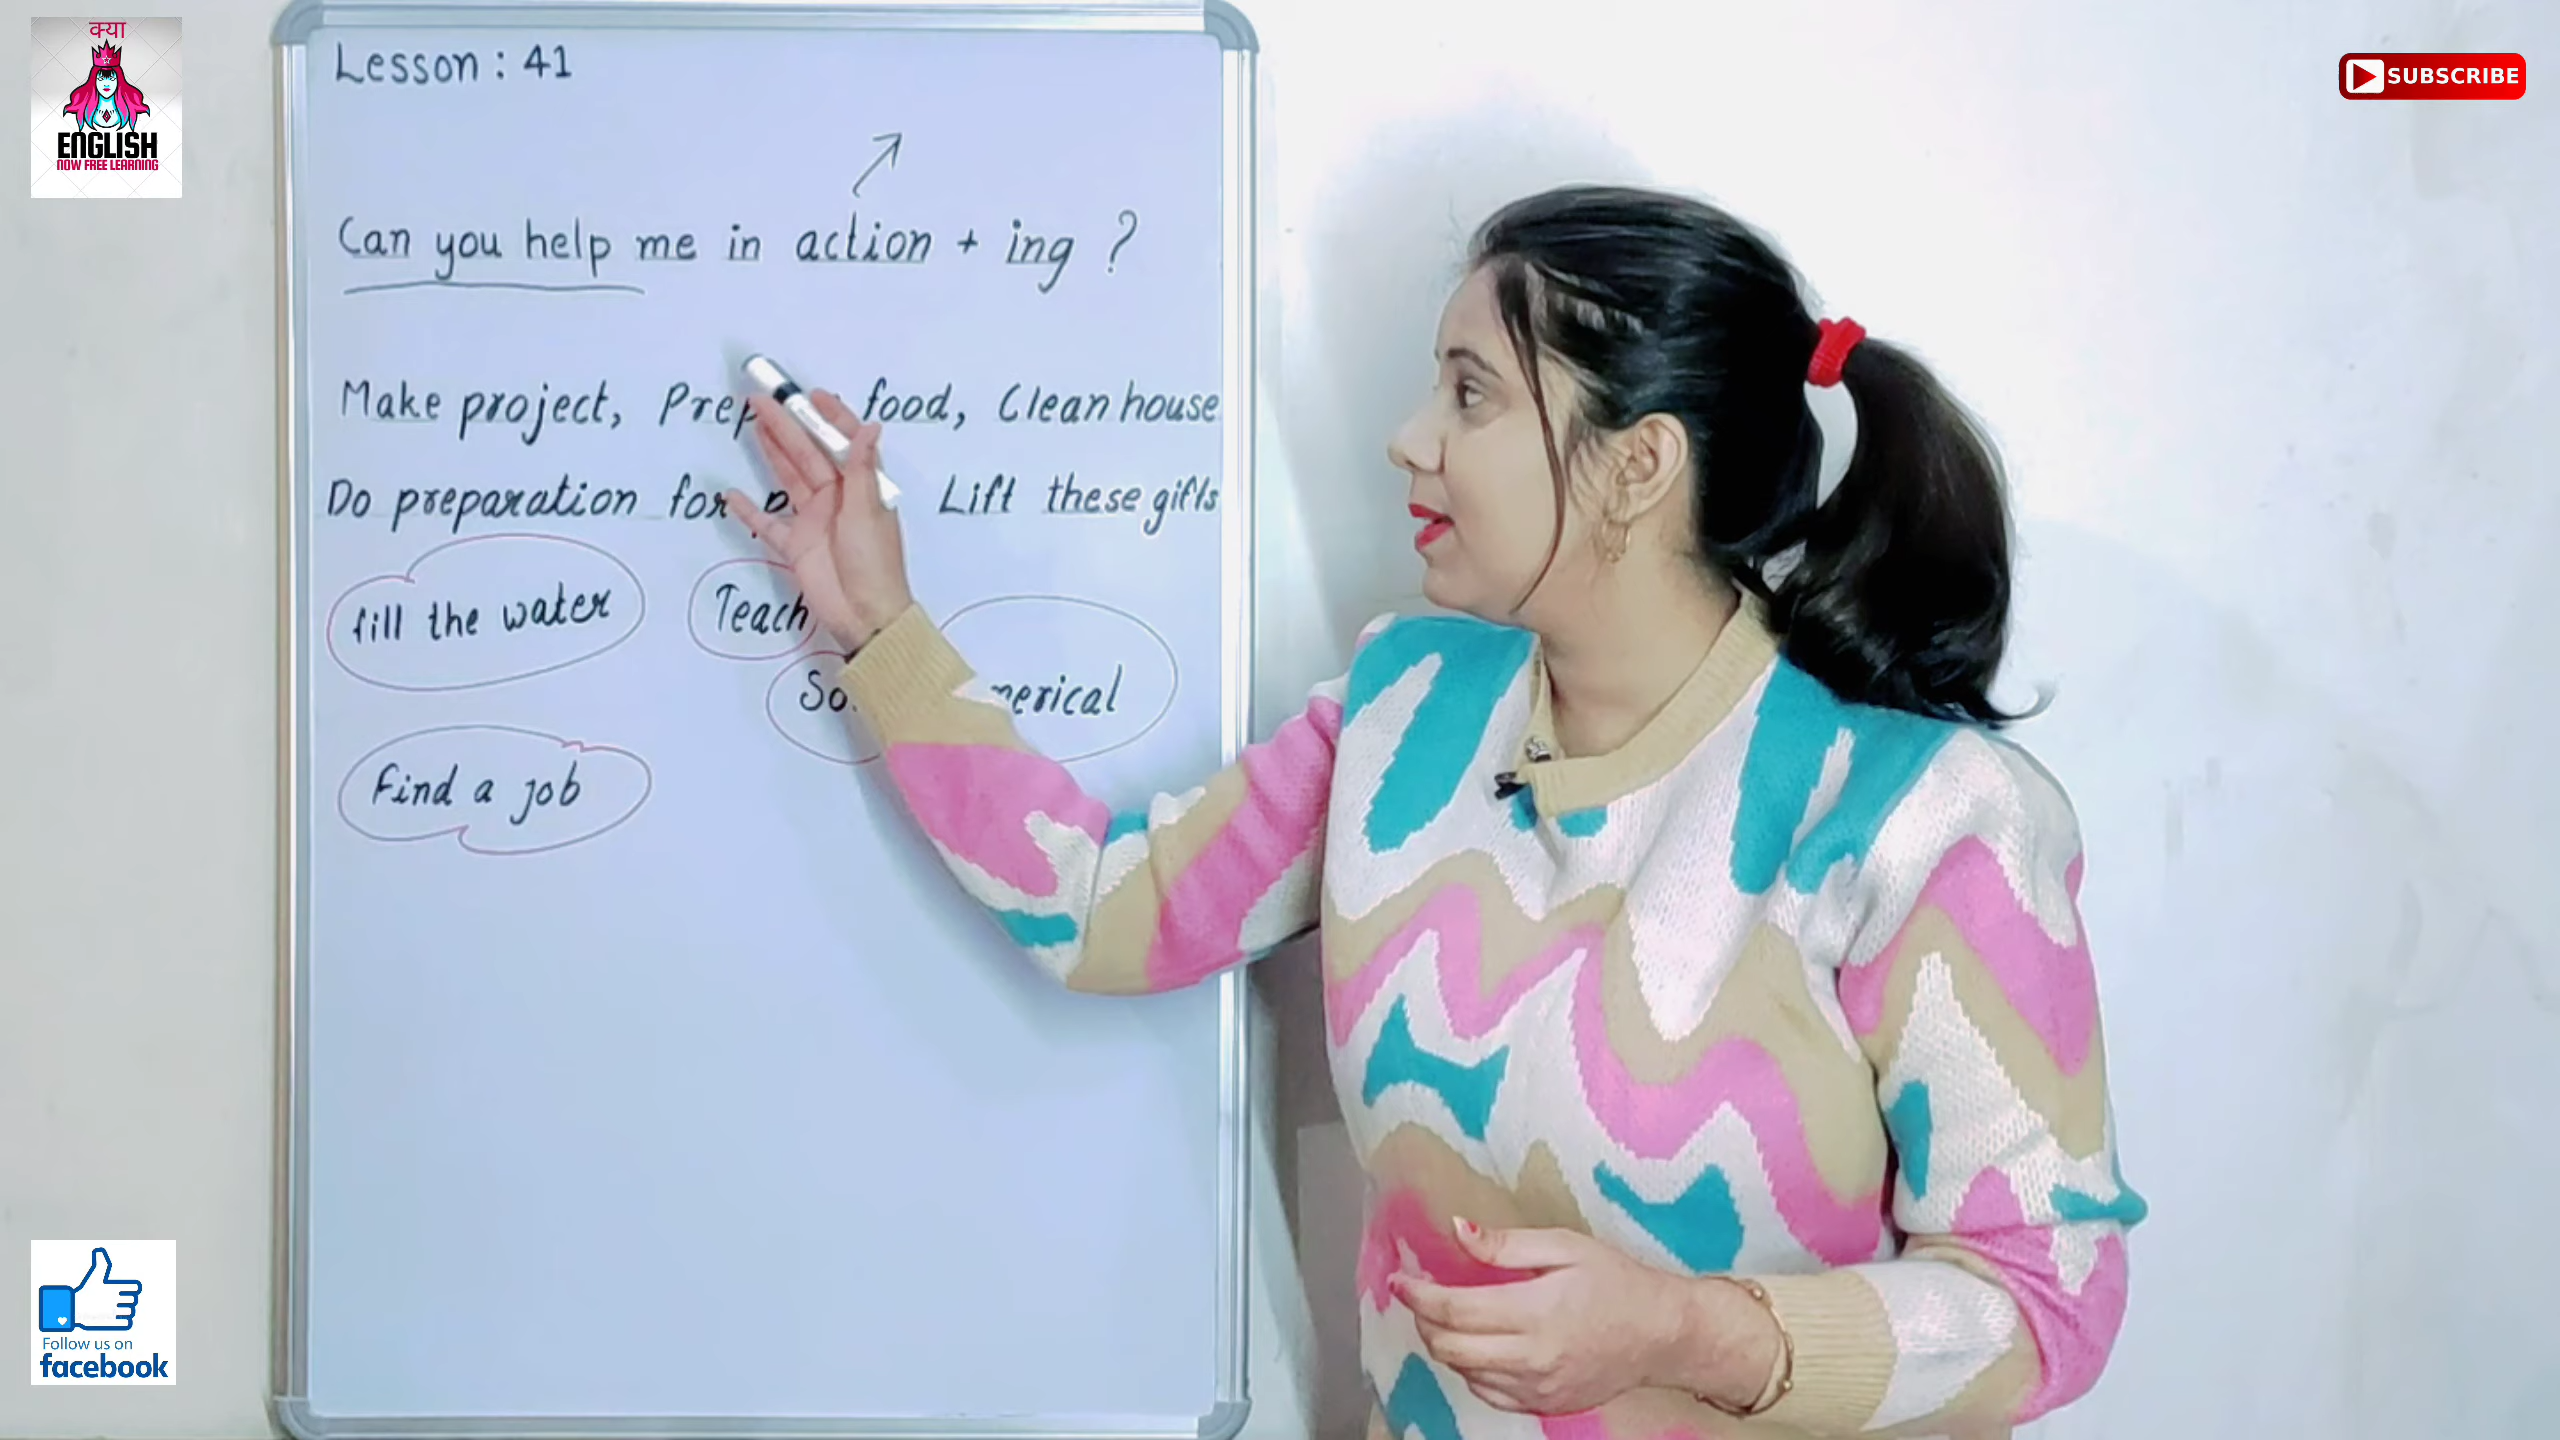 क्या
ENGLISH
NOW FREE LEARNING
SUBSCRIBE
Lesson : 41
Can you help me in action + ing ?
Make project, food, Clean house
Do preparation for Lift these gifts
fill the water Teach
Find a job
Follow us on
facebook